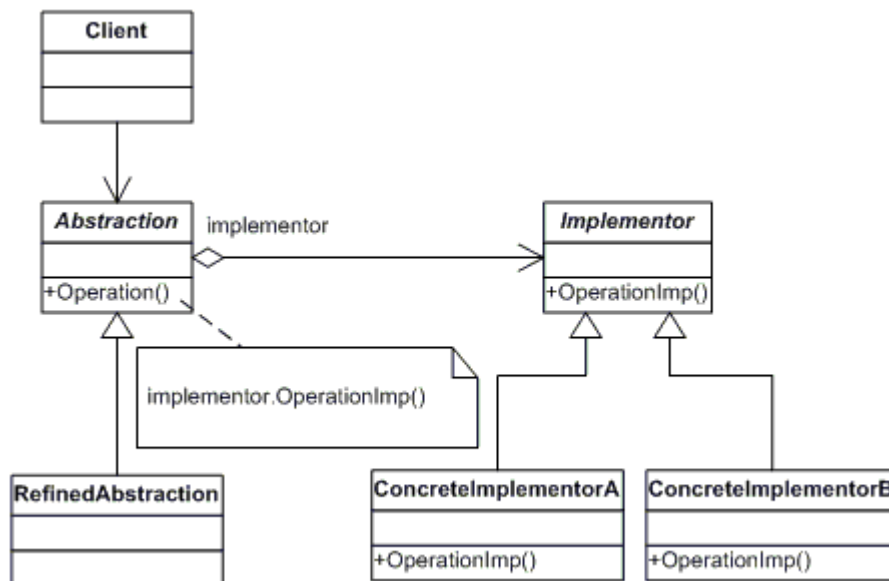 Client
Abstraction
implementor
Implementor
+Operation()
+OperationImp()
implementor.OperationImp()
RefinedAbstraction
ConcreteImplementorA
ConcreteImplementorB
+OperationImp()
+OperationImp()